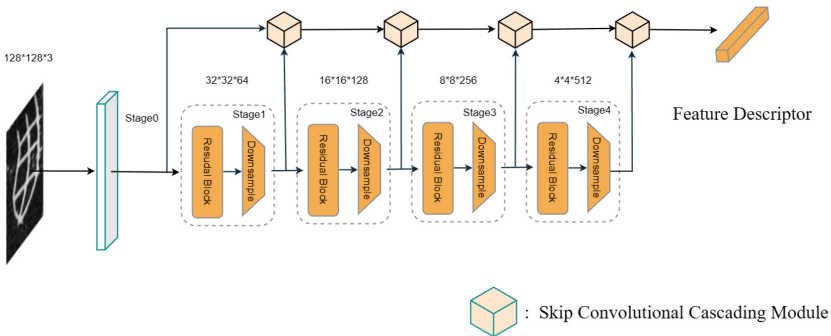 128*128*3
32*32*64
16*16*128
8*8*256
4*4*512
Stage0
Stage1
Stage2
Stage3
Stage4
Resudal Block
Downsample
Residual Block
Downsample
Residual Block
Downsample
Residual Block
Downsample
Feature Descriptor
: Skip Convolutional Cascading Module